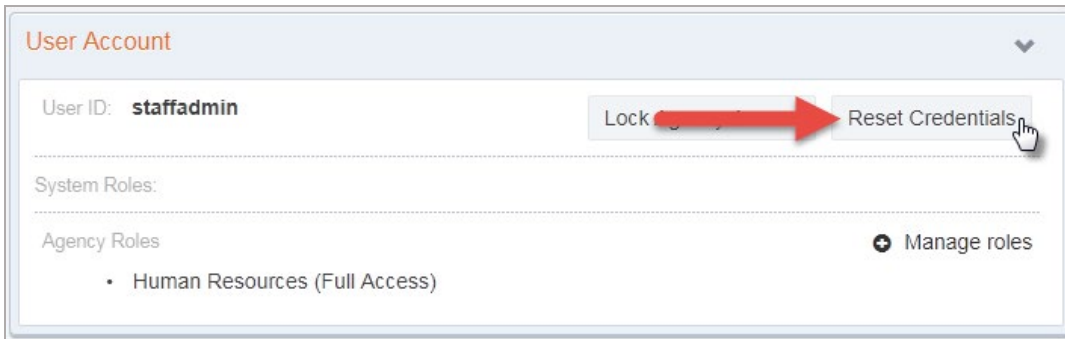 User Account
User ID: staffadmin
Lock
Reset Credentials
System Roles:
Agency Roles
Manage roles
• Human Resources (Full Access)